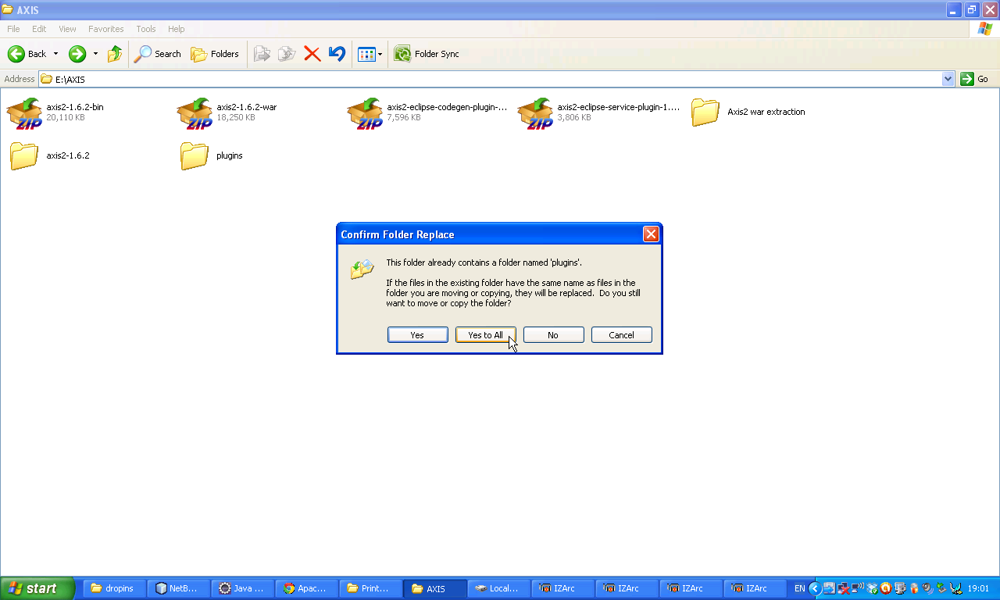 AXIS
File Edit View Favorites Tools Help
Back Search Folders Folder Sync
Address E:\AXIS Go
axis2-1.6.2-bin
20,110 KB
axis2-1.6.2-war
18,250 KB
axis2-eclipse-codegen-plugin-...
7,596 KB
axis2-eclipse-service-plugin-1....
3,806 KB
Axis2 war extraction
axis2-1.6.2
plugins
Confirm Folder Replace
This folder already contains a folder named 'plugins'.
If the files in the existing folder have the same name as files in the
folder you are moving or copying, they will be replaced. Do you still
want to move or copy the folder?
Yes Yes to All No Cancel
start dropins NetB... Java ... Apac... Print... AXIS Local... IZArc IZArc IZArc IZArc EN 19:01